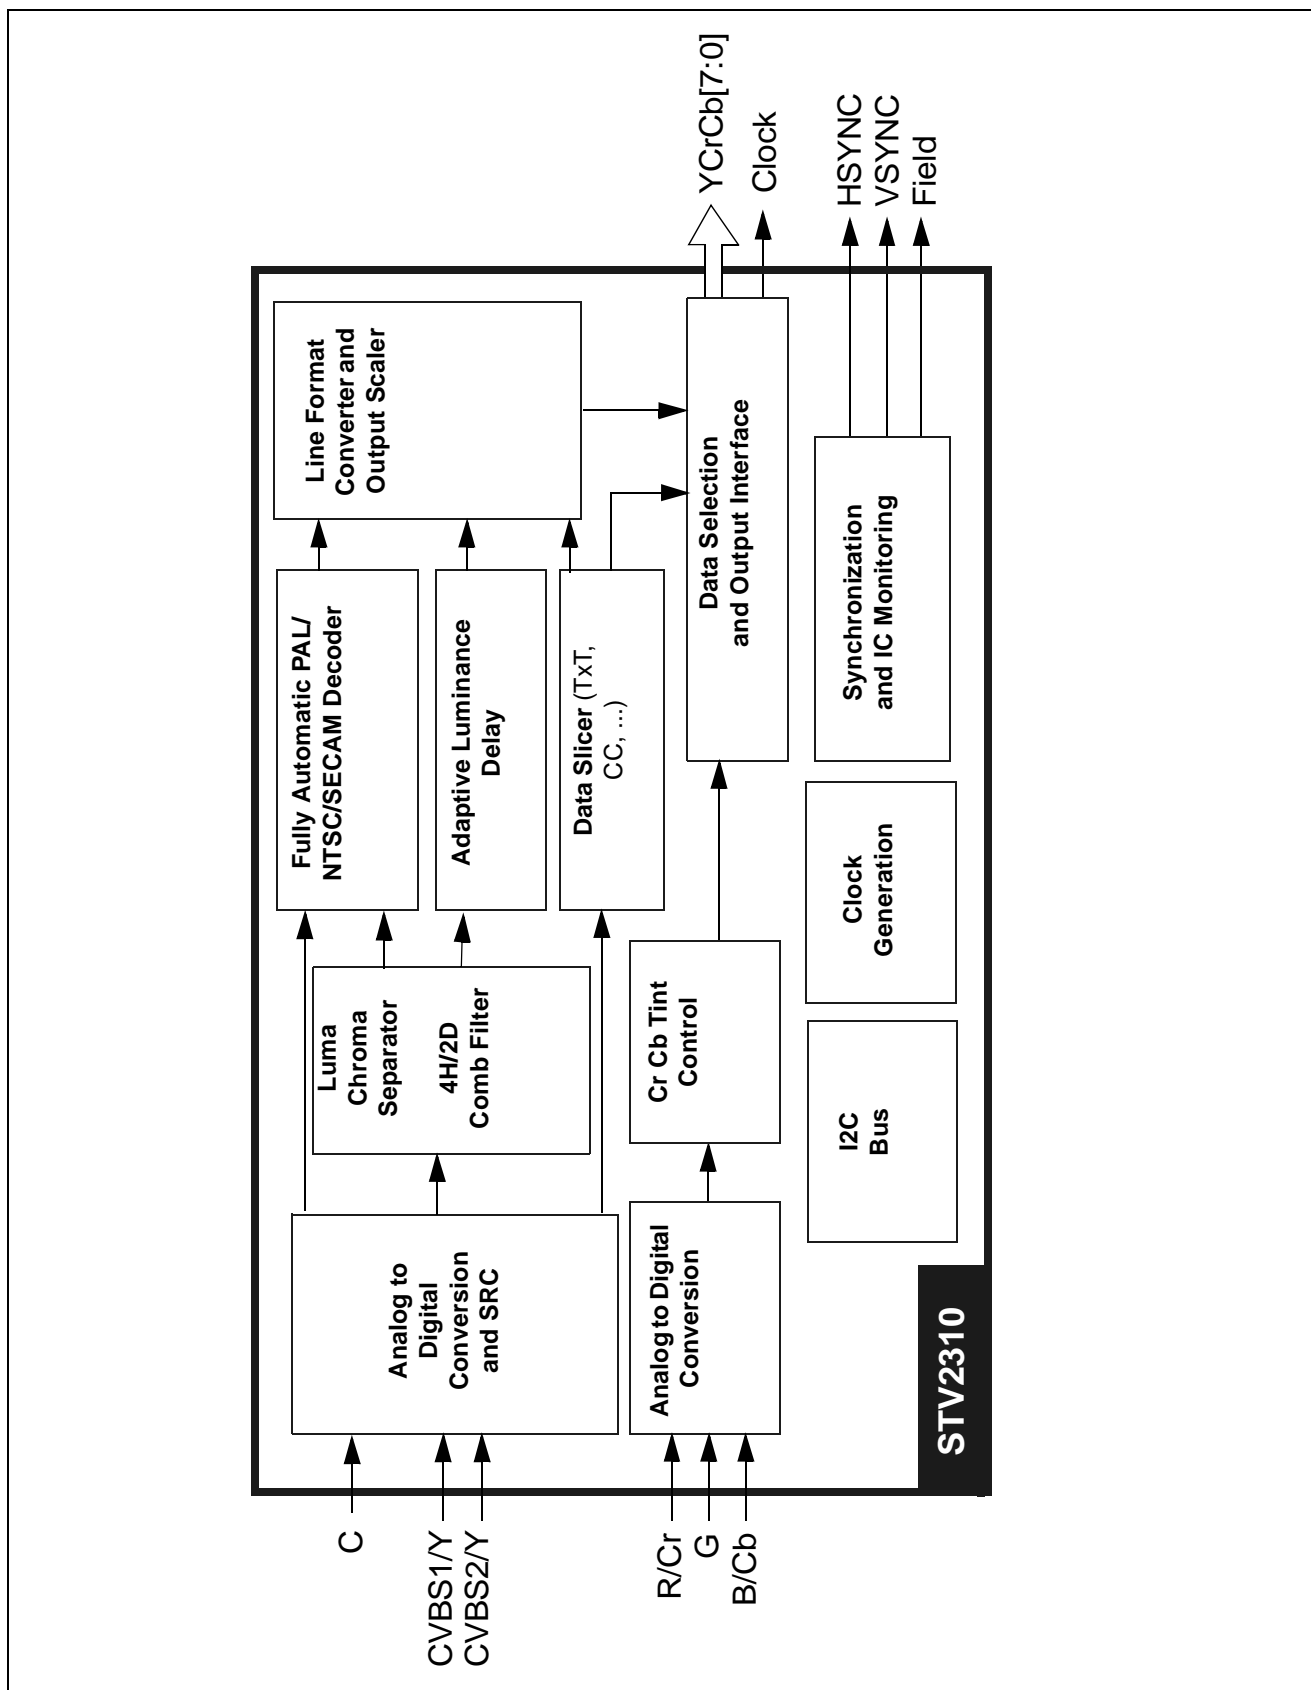 C
CVBS1/Y
CVBS2/Y
R/Cr
G
B/Cb
Analog to
Digital
Conversion
and SRC
Luma
Chroma
Separator
4H/2D
Comb Filter
Fully Automatic PAL/
NTSC/SECAM Decoder
Adaptive Luminance
Delay
Data Slicer (TxT,
CC, ...)
Line Format
Converter and
Output Scaler
Analog to Digital
Conversion
Cr Cb Tint
Control
Data Selection
and Output Interface
YCrCb[7:0]
Clock
I2C
Bus
Clock
Generation
Synchronization
and IC Monitoring
HSYNC
VSYNC
Field
STV2310